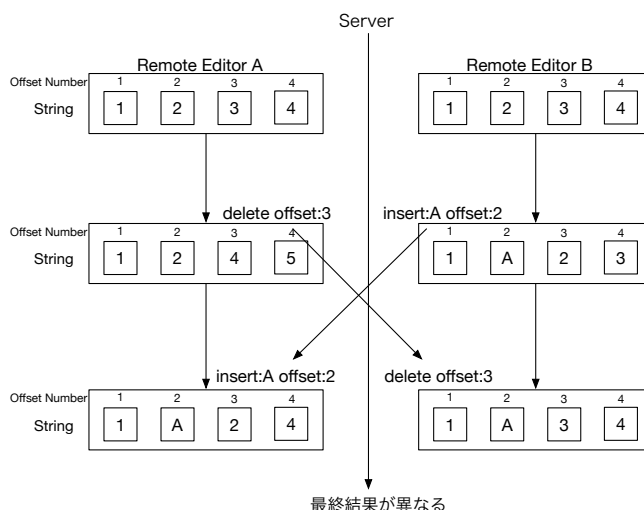 Server
Remote Editor A
Remote Editor B
Offset Number 1 2 3 4
1 2 3 4
String 1 2 3 4
1 2 3 4
delete offset:3
insert:A offset:2
Offset Number 1 2 3 4
1 2 3 4
String 1 2 4 5
1 A 2 3
insert:A offset:2
delete offset:3
Offset Number 1 2 3 4
1 2 3 4
String 1 A 2 4
1 A 3 4
最終結果が異なる